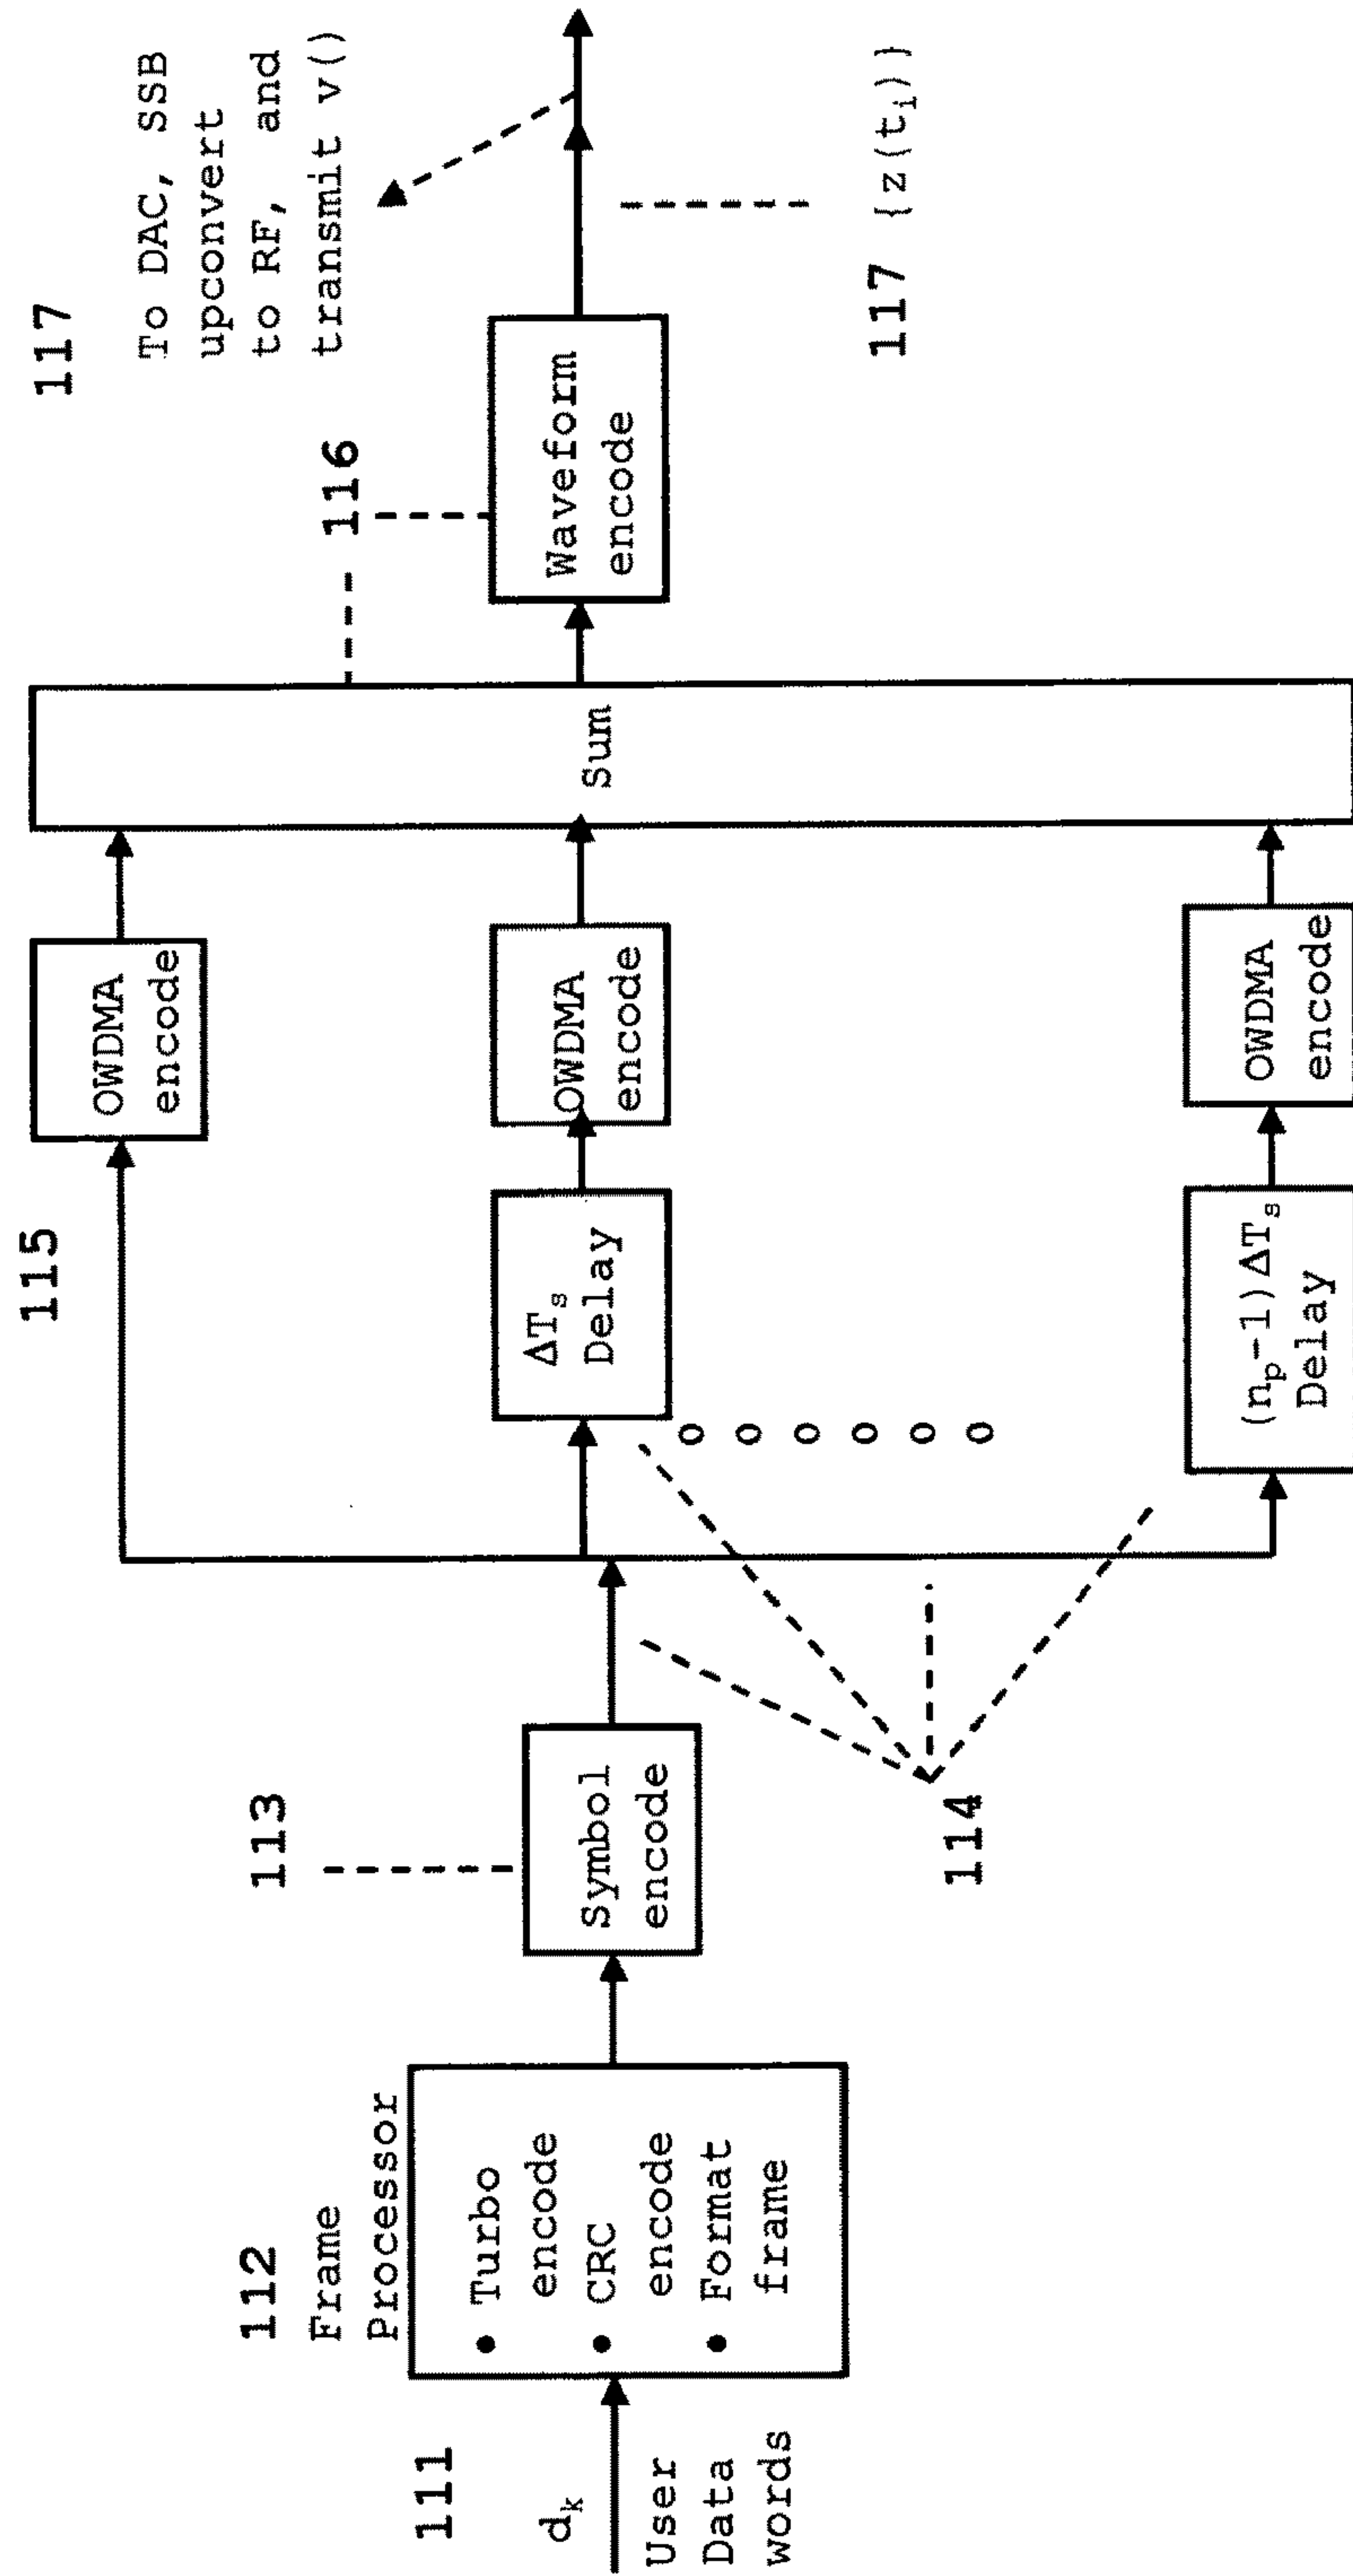 111
d_k
User
Data
words
112
Frame
Processor
• Turbo
encode
• CRC
encode
• Format
frame
113
Symbol
encode
114
115
OWDMA
encode
ΔT_s
Delay
OWDMA
encode
(n_p-1)ΔT_s
Delay
OWDMA
encode
Sum
116
Waveform
encode
117
To DAC, SSB
upconvert
to RF, and
transmit v()
117 {z(t_i)}